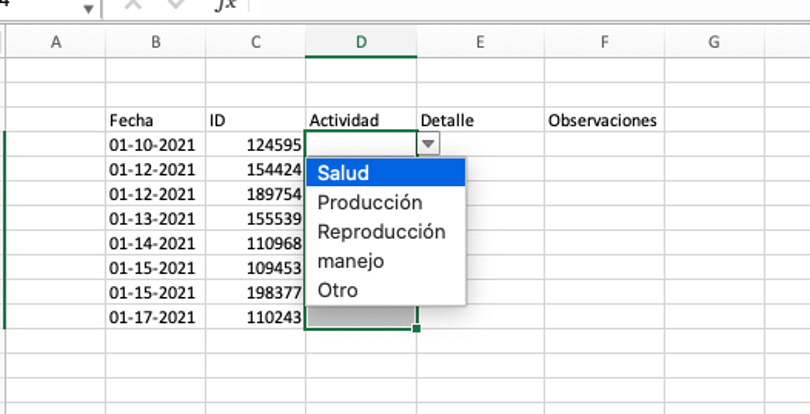 fx
A B C D E F G
Fecha ID Actividad Detalle Observaciones
01-10-2021 124595
01-12-2021 154424
01-12-2021 189754
01-13-2021 155539
01-14-2021 110968
01-15-2021 109453
01-15-2021 198377
01-17-2021 110243
Salud
Producción
Reproducción
manejo
Otro